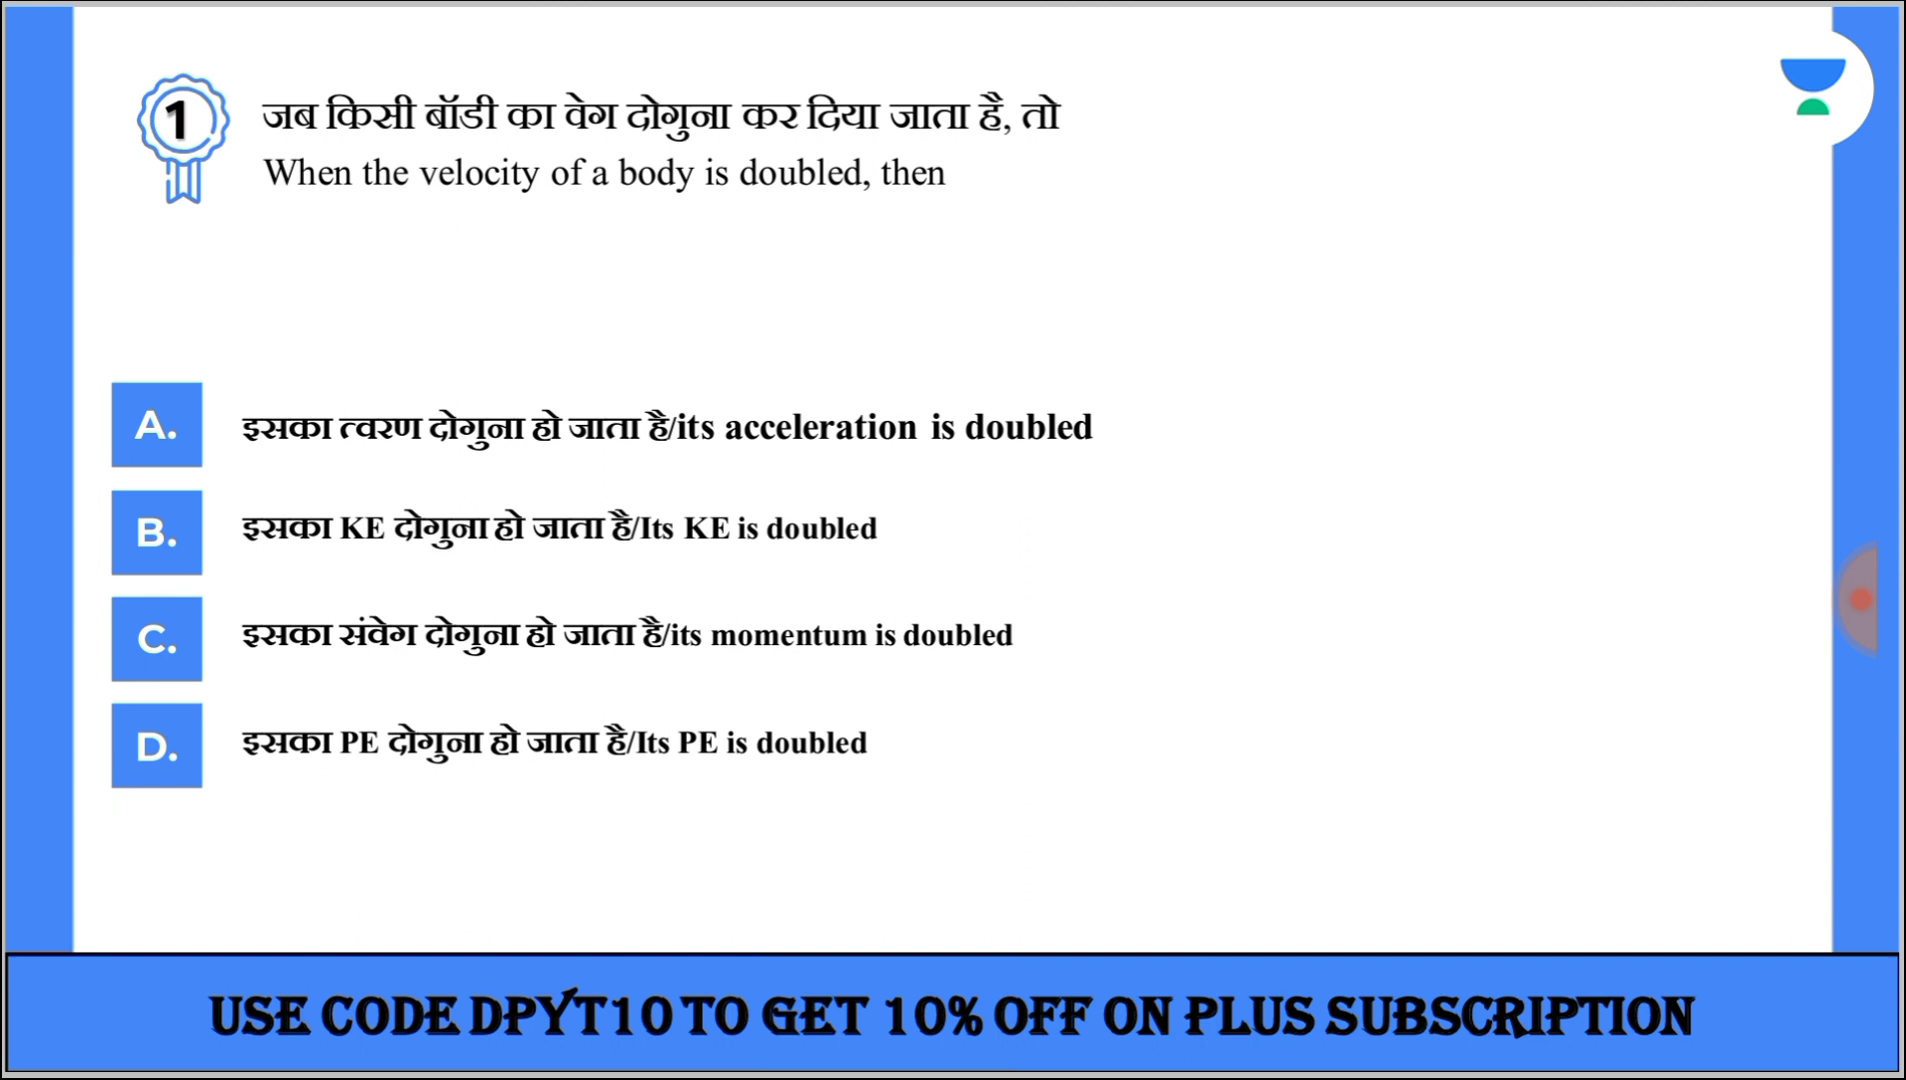 1
जब किसी बॉडी का वेग दोगुना कर दिया जाता है, तो
When the velocity of a body is doubled, then
A. इसका त्वरण दोगुना हो जाता है/its acceleration is doubled
B. इसका KE दोगुना हो जाता है/Its KE is doubled
C. इसका संवेग दोगुना हो जाता है/its momentum is doubled
D. इसका PE दोगुना हो जाता है/Its PE is doubled
USE CODE DPYT10 TO GET 10% OFF ON PLUS SUBSCRIPTION